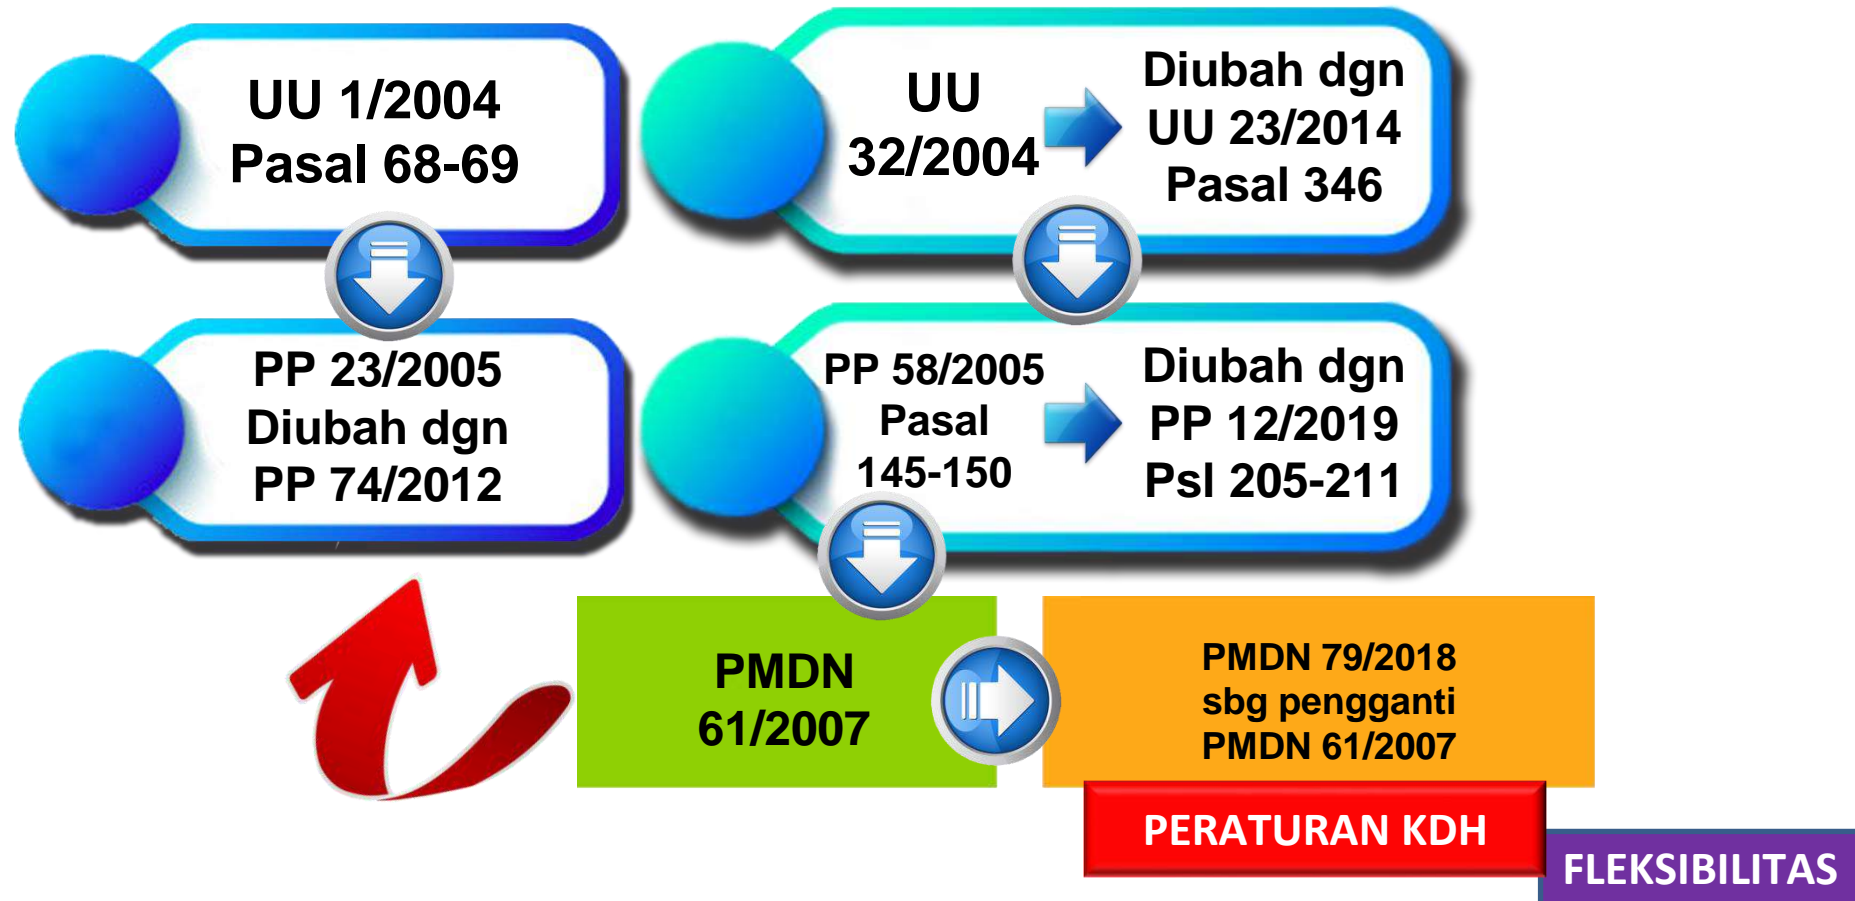 UU 1/2004
Pasal 68-69
UU
32/2004
Diubah dgn
UU 23/2014
Pasal 346
PP 23/2005
Diubah dgn
PP 74/2012
PP 58/2005
Pasal
145-150
Diubah dgn
PP 12/2019
Psl 205-211
PMDN
61/2007
PMDN 79/2018
sbg pengganti
PMDN 61/2007
PERATURAN KDH
FLEKSIBILITAS